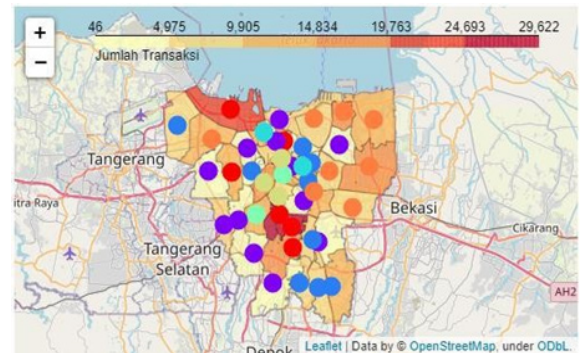 +
−
46 4,975 9,905 14,834 19,763 24,693 29,622
Jumlah Transaksi
Tangerang
itra Raya
Bekasi
Cikarang
Tangerang
Selatan
AH2
Depok
Leaflet | Data by © OpenStreetMap, under ODbL.